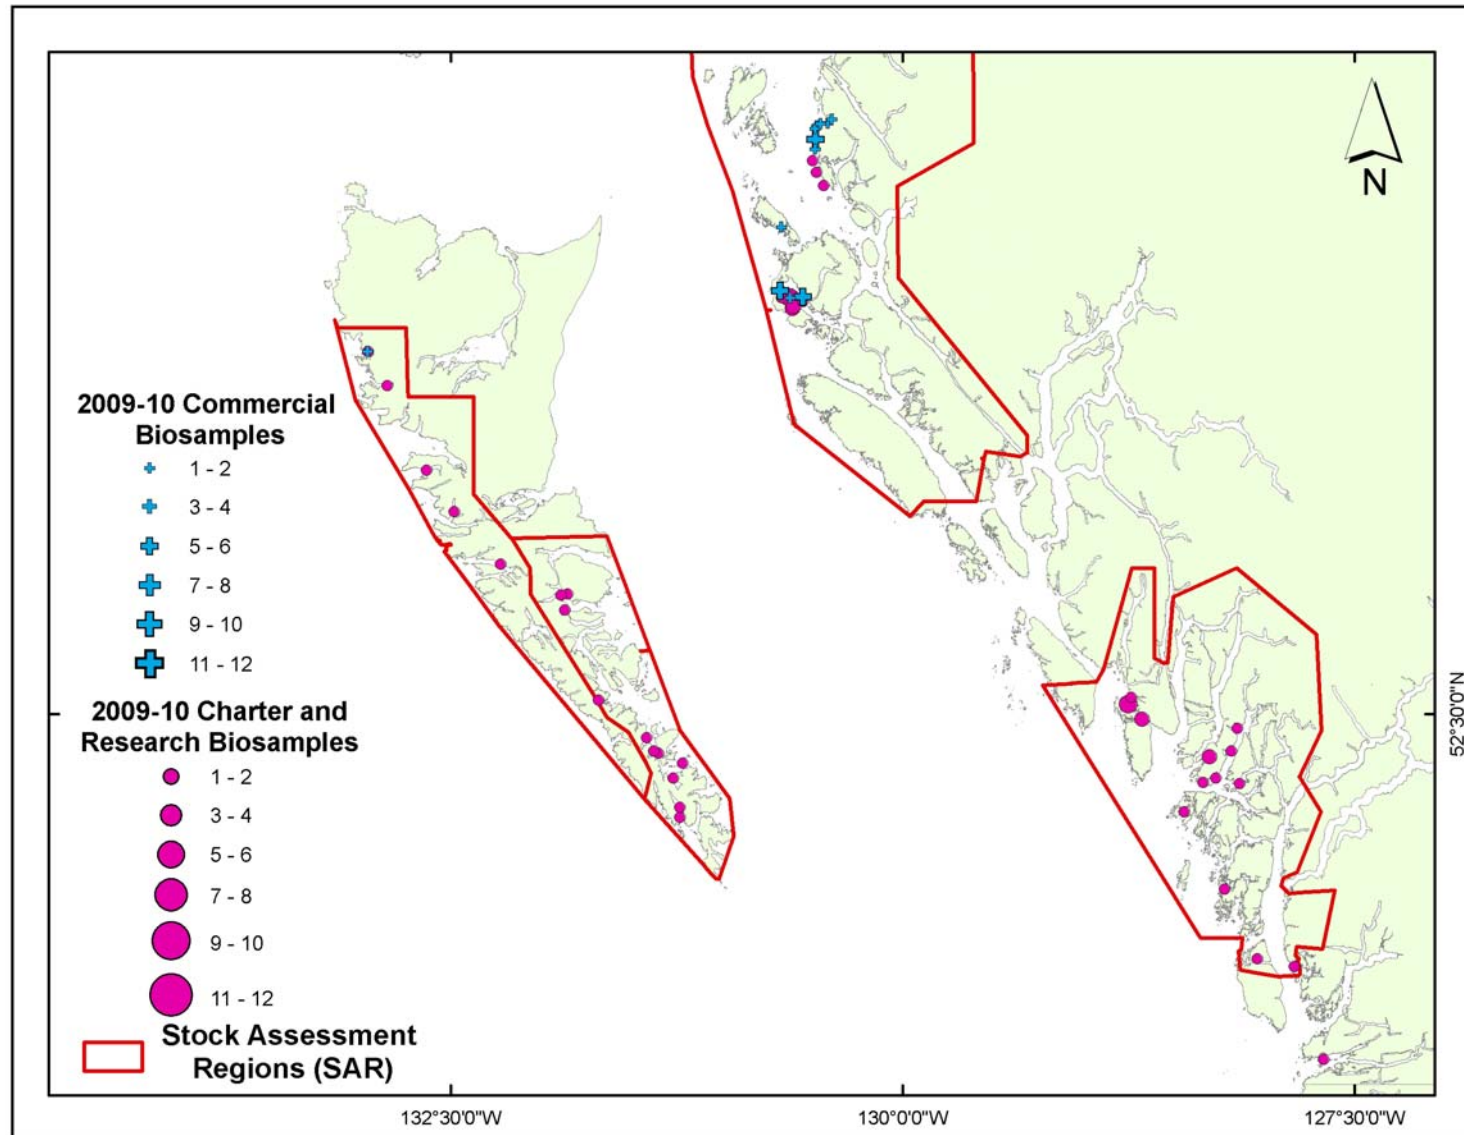 N
2009-10 Commercial
Biosamples
1 - 2
3 - 4
5 - 6
7 - 8
9 - 10
11 - 12
2009-10 Charter and
Research Biosamples
1 - 2
3 - 4
5 - 6
7 - 8
9 - 10
11 - 12
Stock Assessment
Regions (SAR)
52°30'0"N
132°30'0"W
130°0'0"W
127°30'0"W